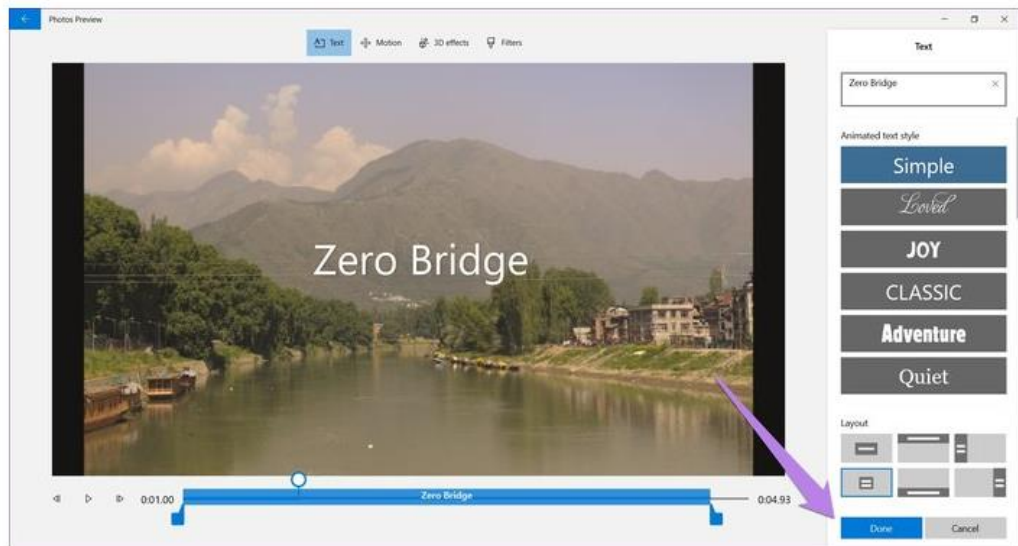 Photos Preview
Text Motion 3D effects Filters
Text
Zero Bridge
Animated text style
Simple
Loved
JOY
CLASSIC
Adventure
Quiet
Zero Bridge
Layout
0:01.00 Zero Bridge 0:04.93
Done Cancel